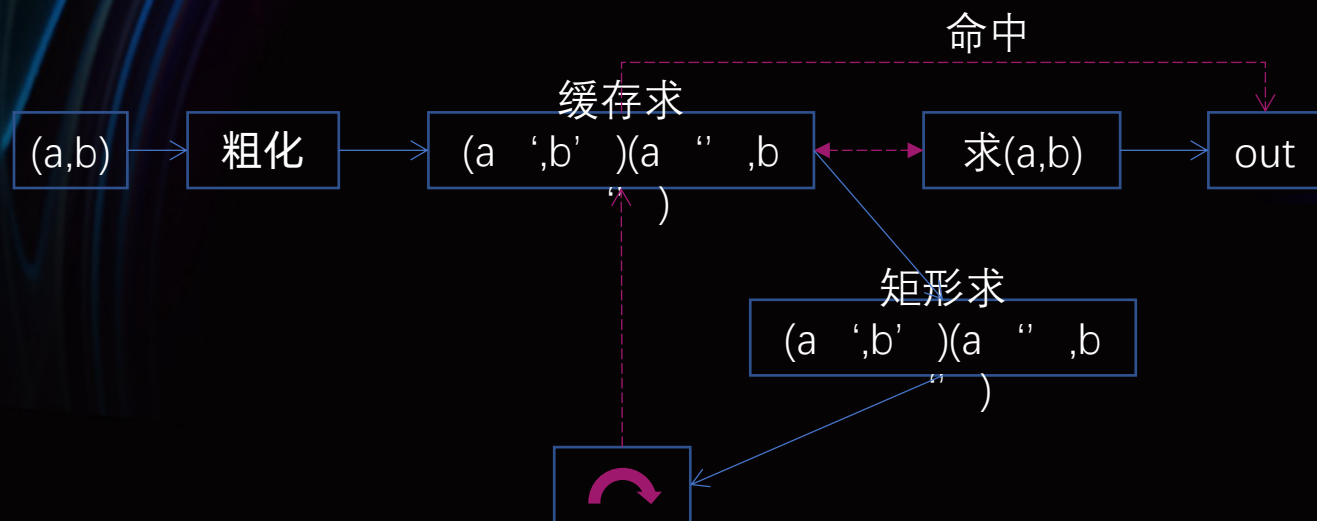 命中
(a,b)
粗化
缓存求
(a ‘,b’ )(a ‘’ ,b
‘’ )
求(a,b)
out
矩形求
(a ‘,b’ )(a ‘’ ,b
‘’ )